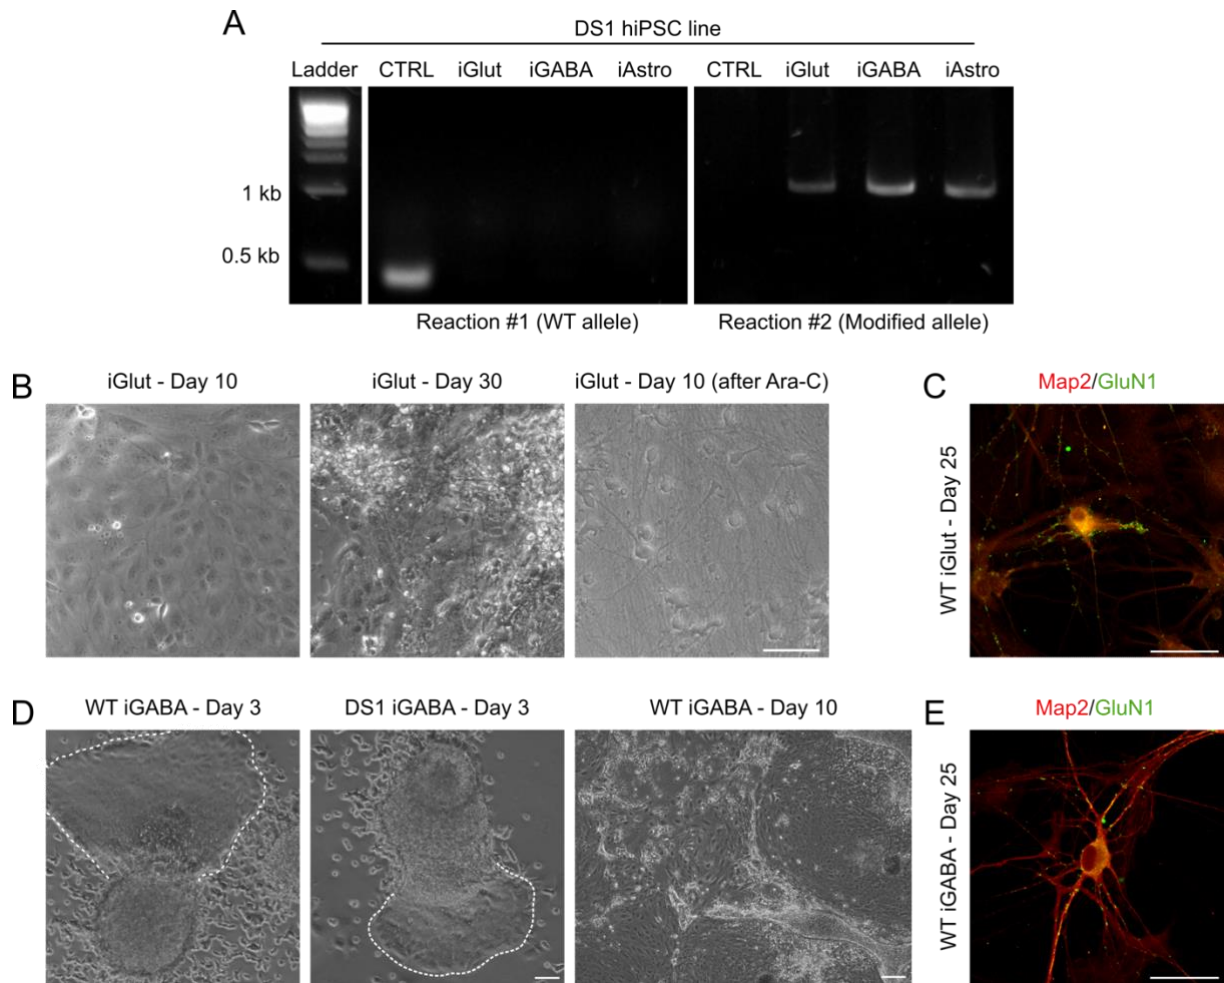 A
DS1 hiPSC line
Ladder CTRL iGlut iGABA iAstro CTRL iGlut iGABA iAstro
1 kb
0.5 kb
Reaction #1 (WT allele) Reaction #2 (Modified allele)
B
iGlut - Day 10 iGlut - Day 30 iGlut - Day 10 (after Ara-C)
C
Map2/GluN1
WT iGlut - Day 25
D
WT iGABA - Day 3 DS1 iGABA - Day 3 WT iGABA - Day 10
E
Map2/GluN1
WT iGABA - Day 25